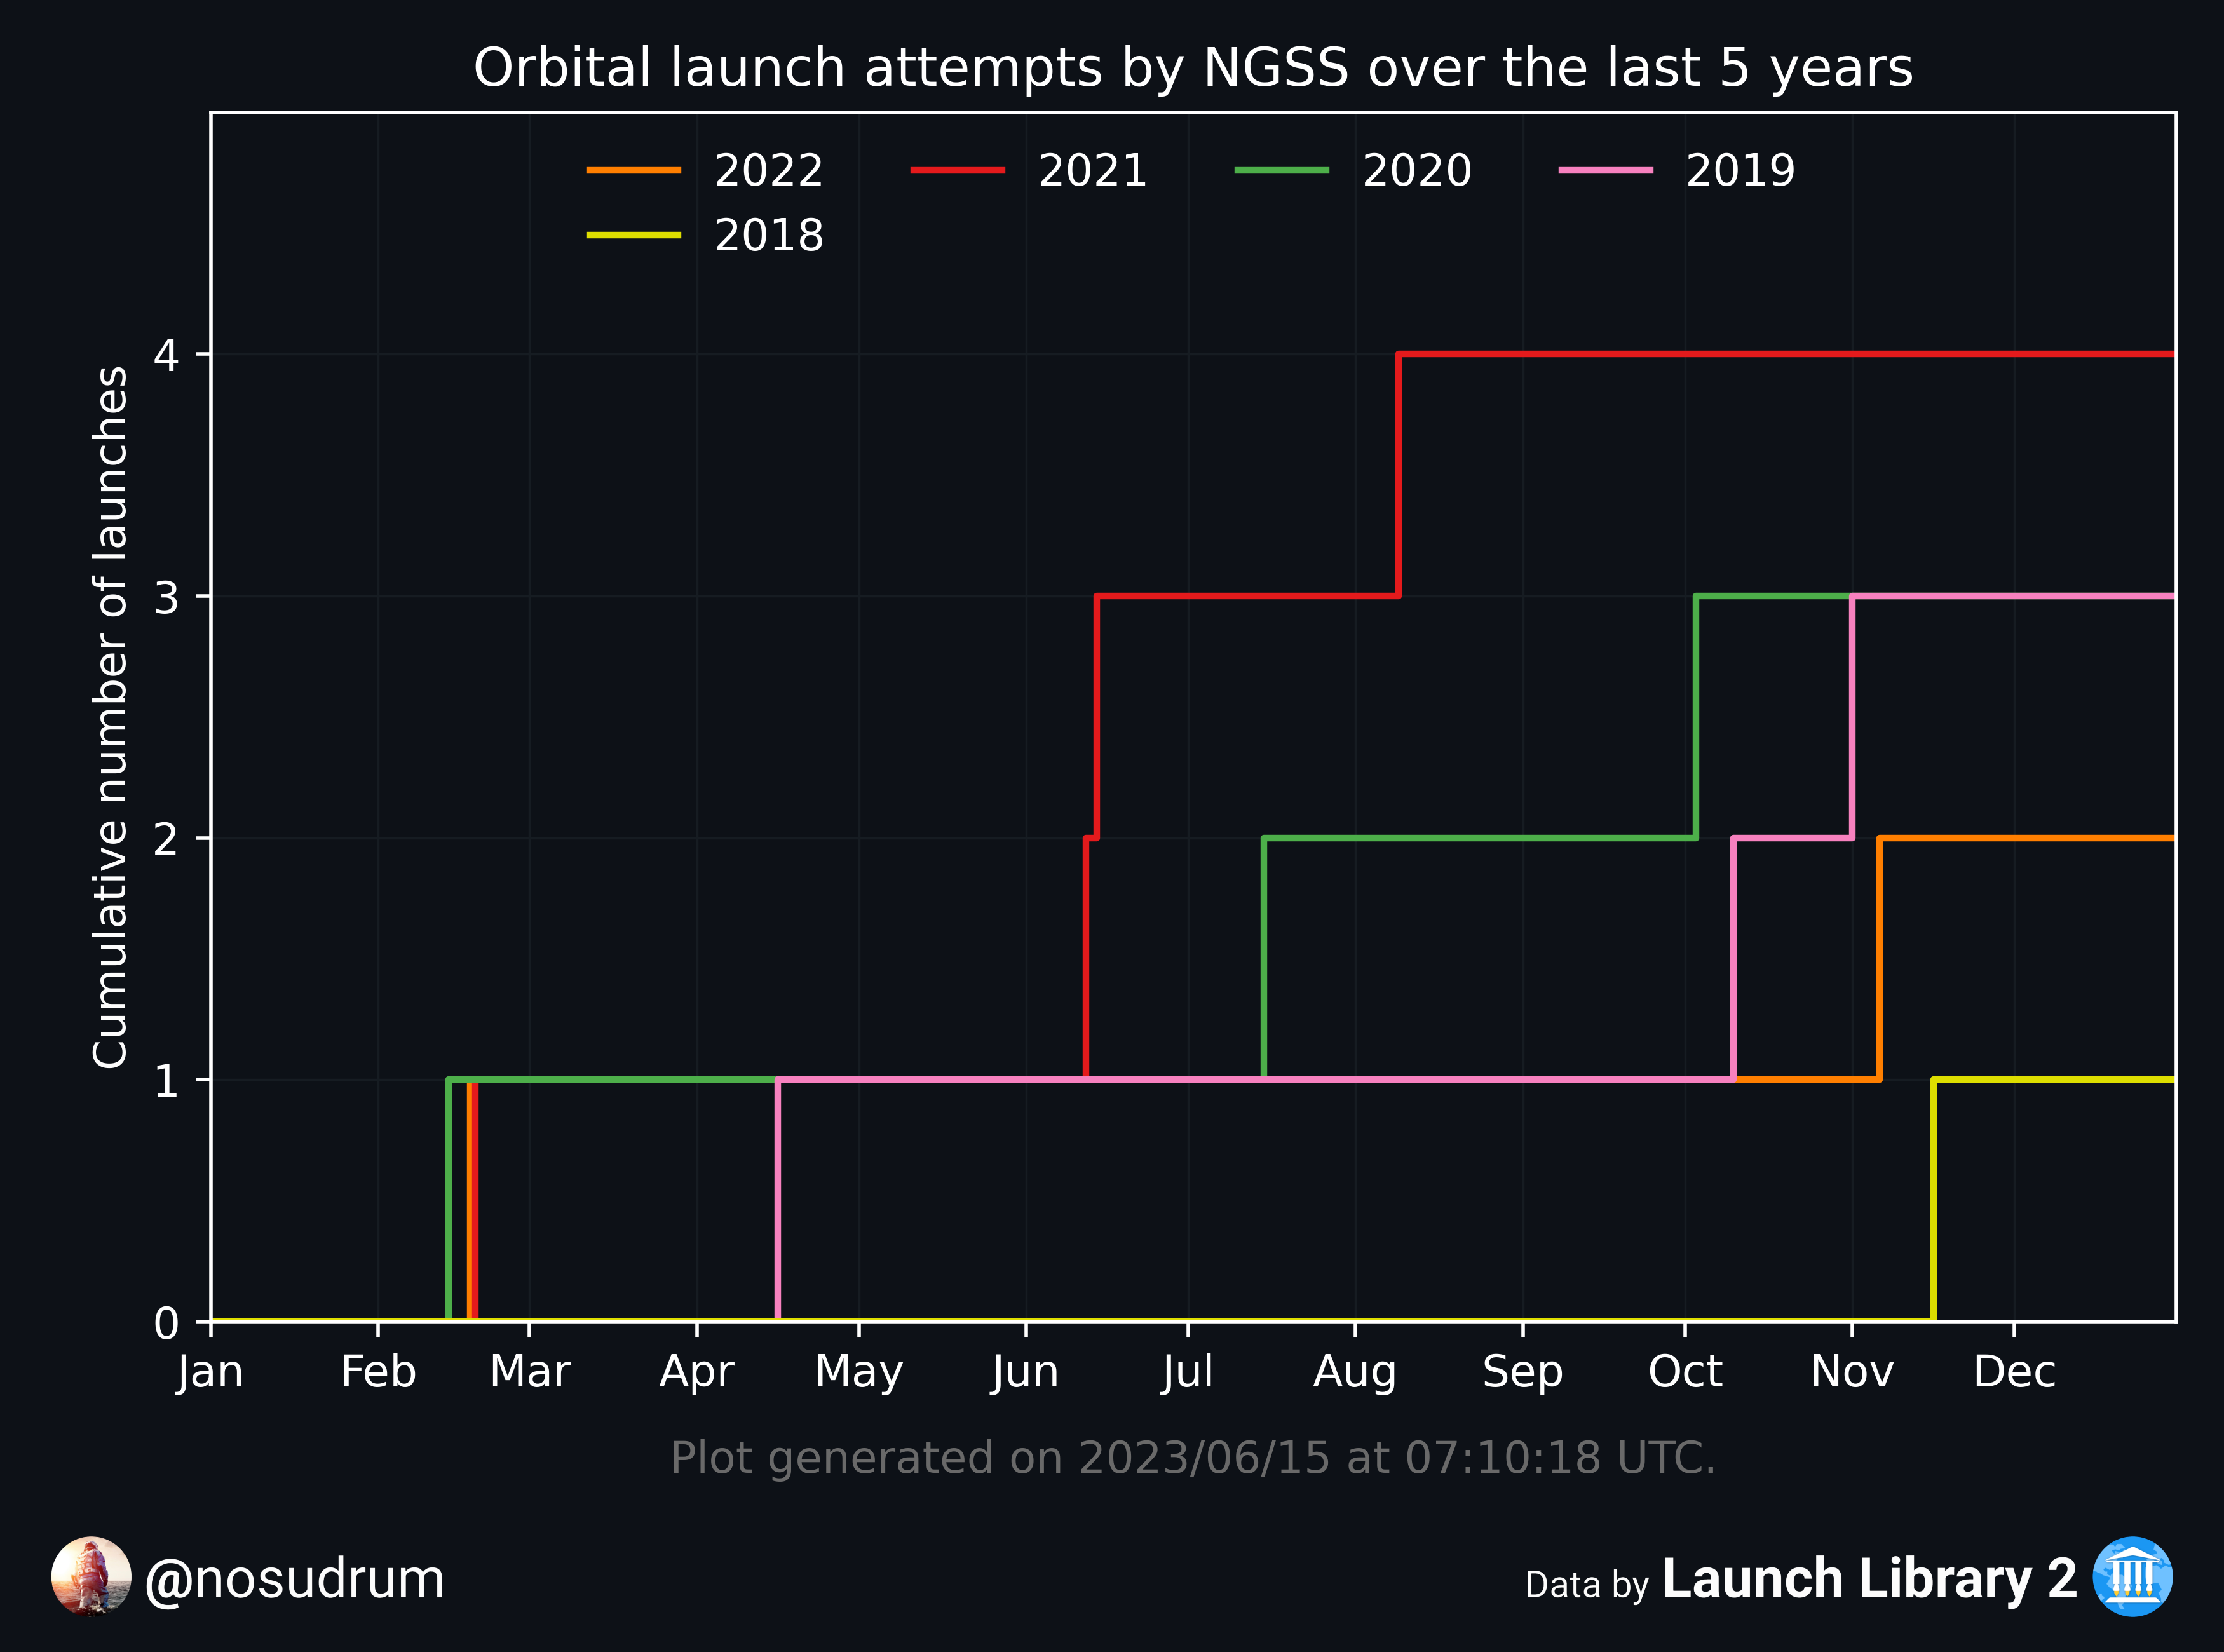 Orbital launch attempts by NGSS over the last 5 years
2022 2021 2020 2019
2018
Cumulative number of launches
4
3
2
1
0
Jan Feb Mar Apr May Jun Jul Aug Sep Oct Nov Dec
Plot generated on 2023/06/15 at 07:10:18 UTC.
@nosudrum
Data by Launch Library 2